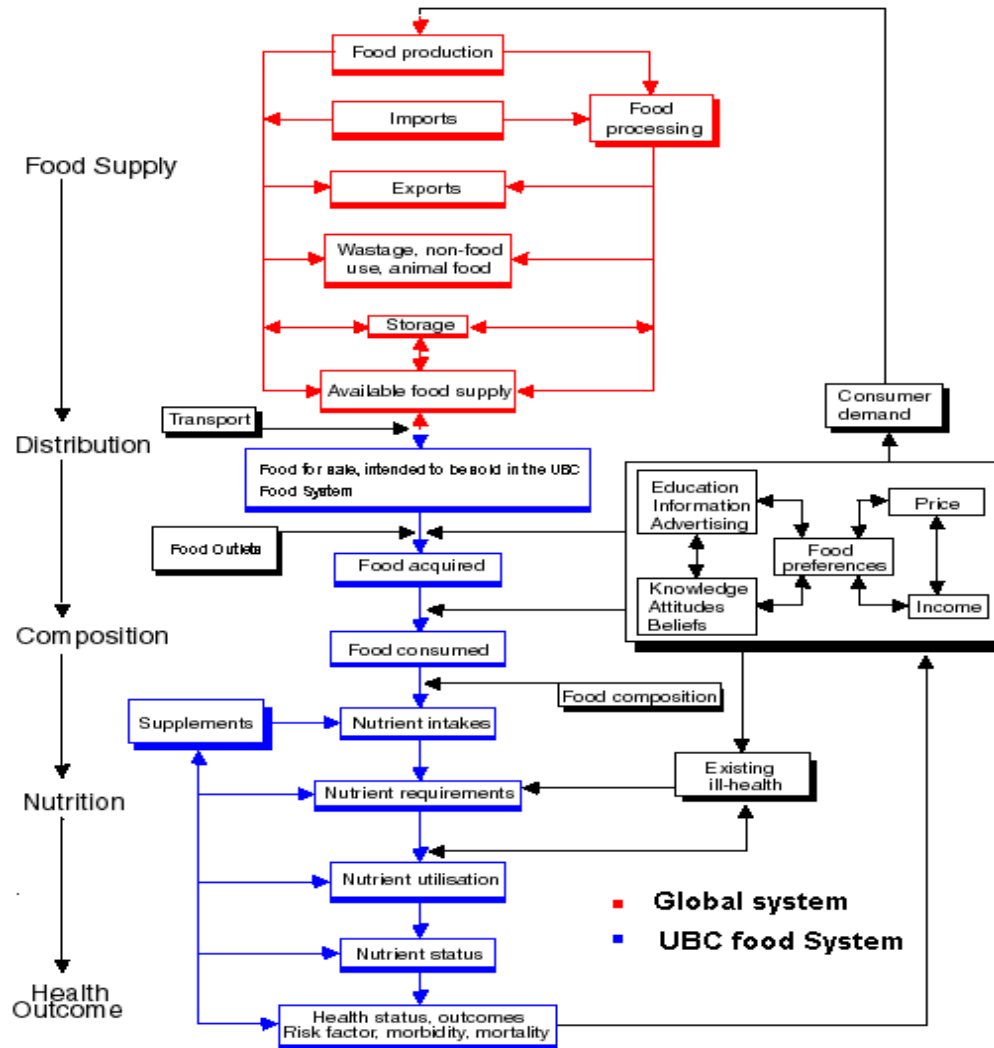 Food production
Imports
Food
processing
Food Supply
Exports
Wastage, non-food
use, animal food
Storage
Available food supply
Consumer
demand
Transport
Distribution
Food for sale, intended to be sold in the UBC
Food System
Education
Information
Advertising
Price
Food Outlets
Food
preferences
Food acquired
Knowledge
Attitudes
Beliefs
Income
Composition
Food consumed
Food composition
Supplements
Nutrient intakes
Existing
ill-health
Nutrition
Nutrient requirements
Nutrient utilisation
Global system
UBC food System
Nutrient status
Health
Outcome
Health status, outcomes
Risk factor, morbidity, mortality